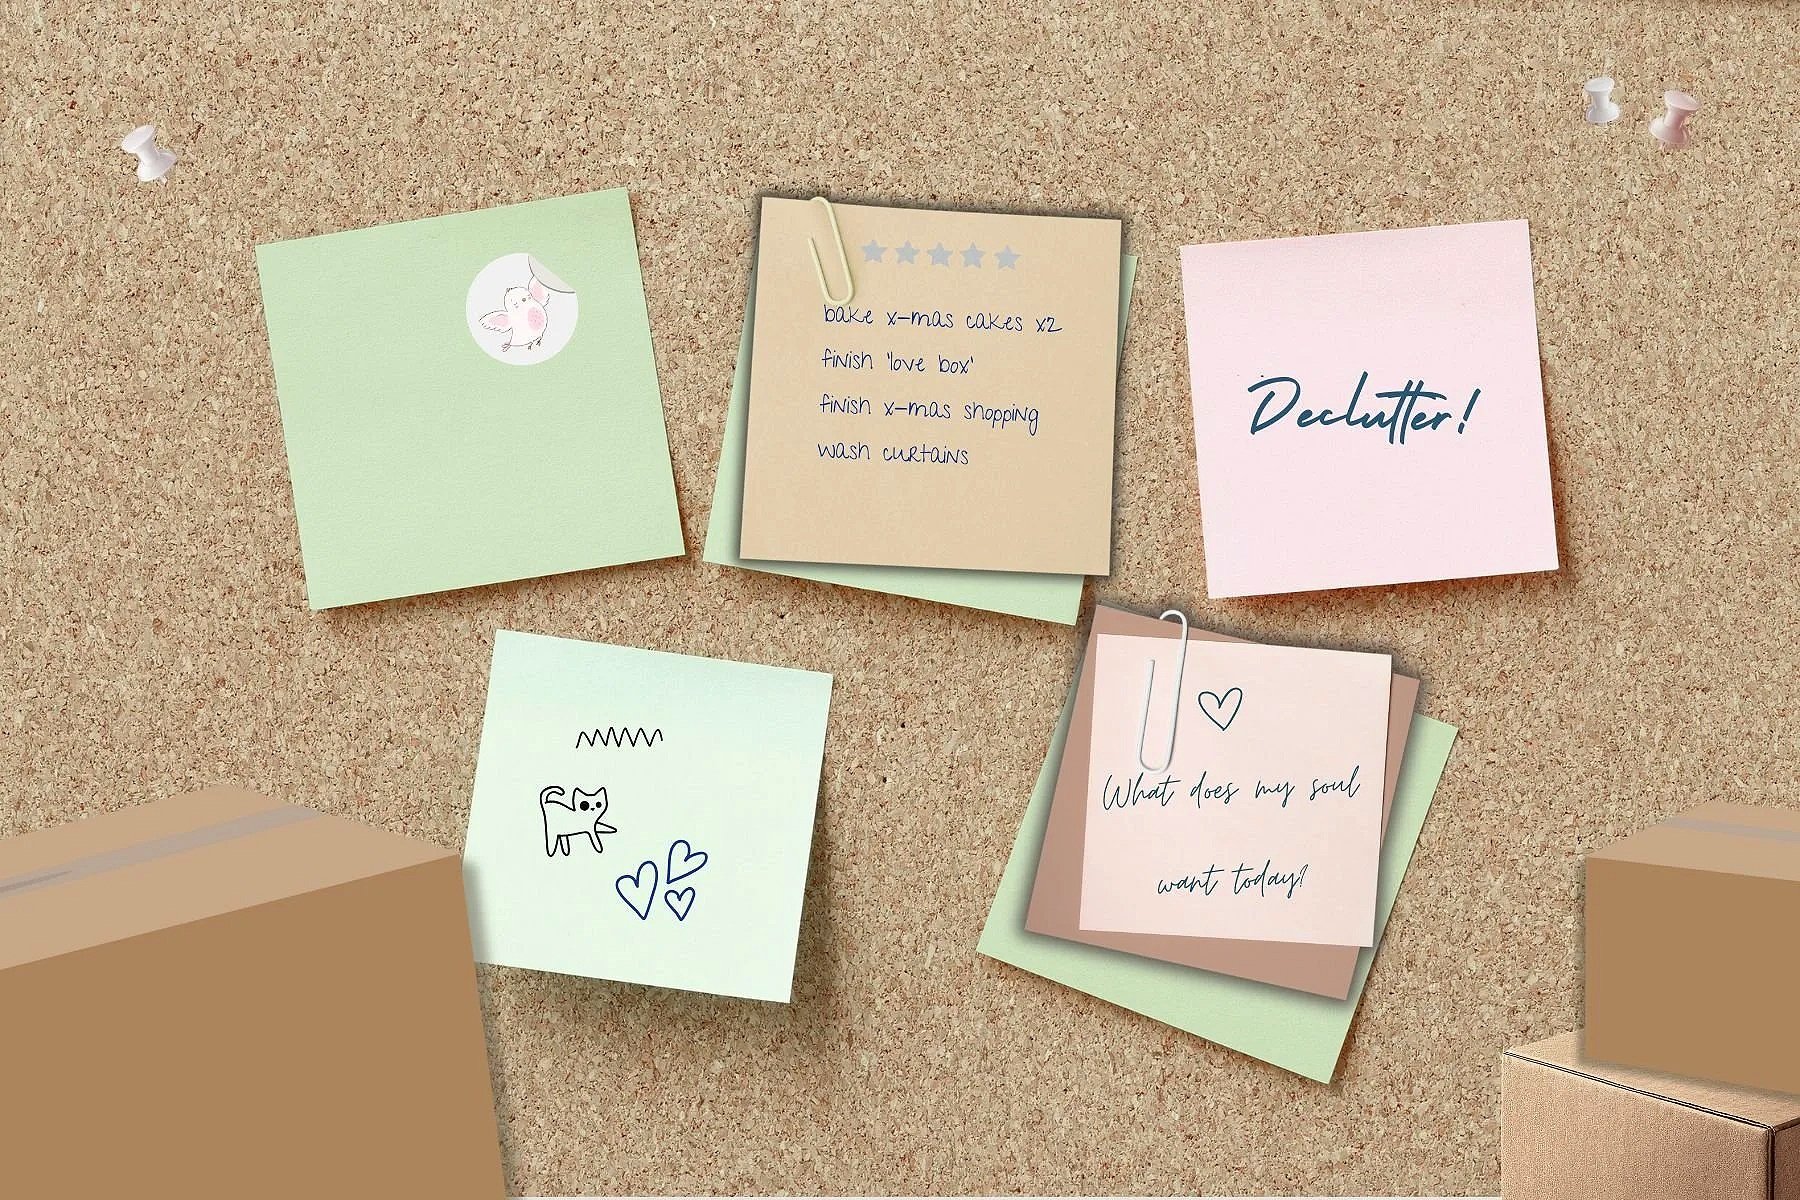 bake x-mas cakes x2
finish 'love box'
finish x-mas shopping
wash curtains
Declutter!
What does my soul
want today?